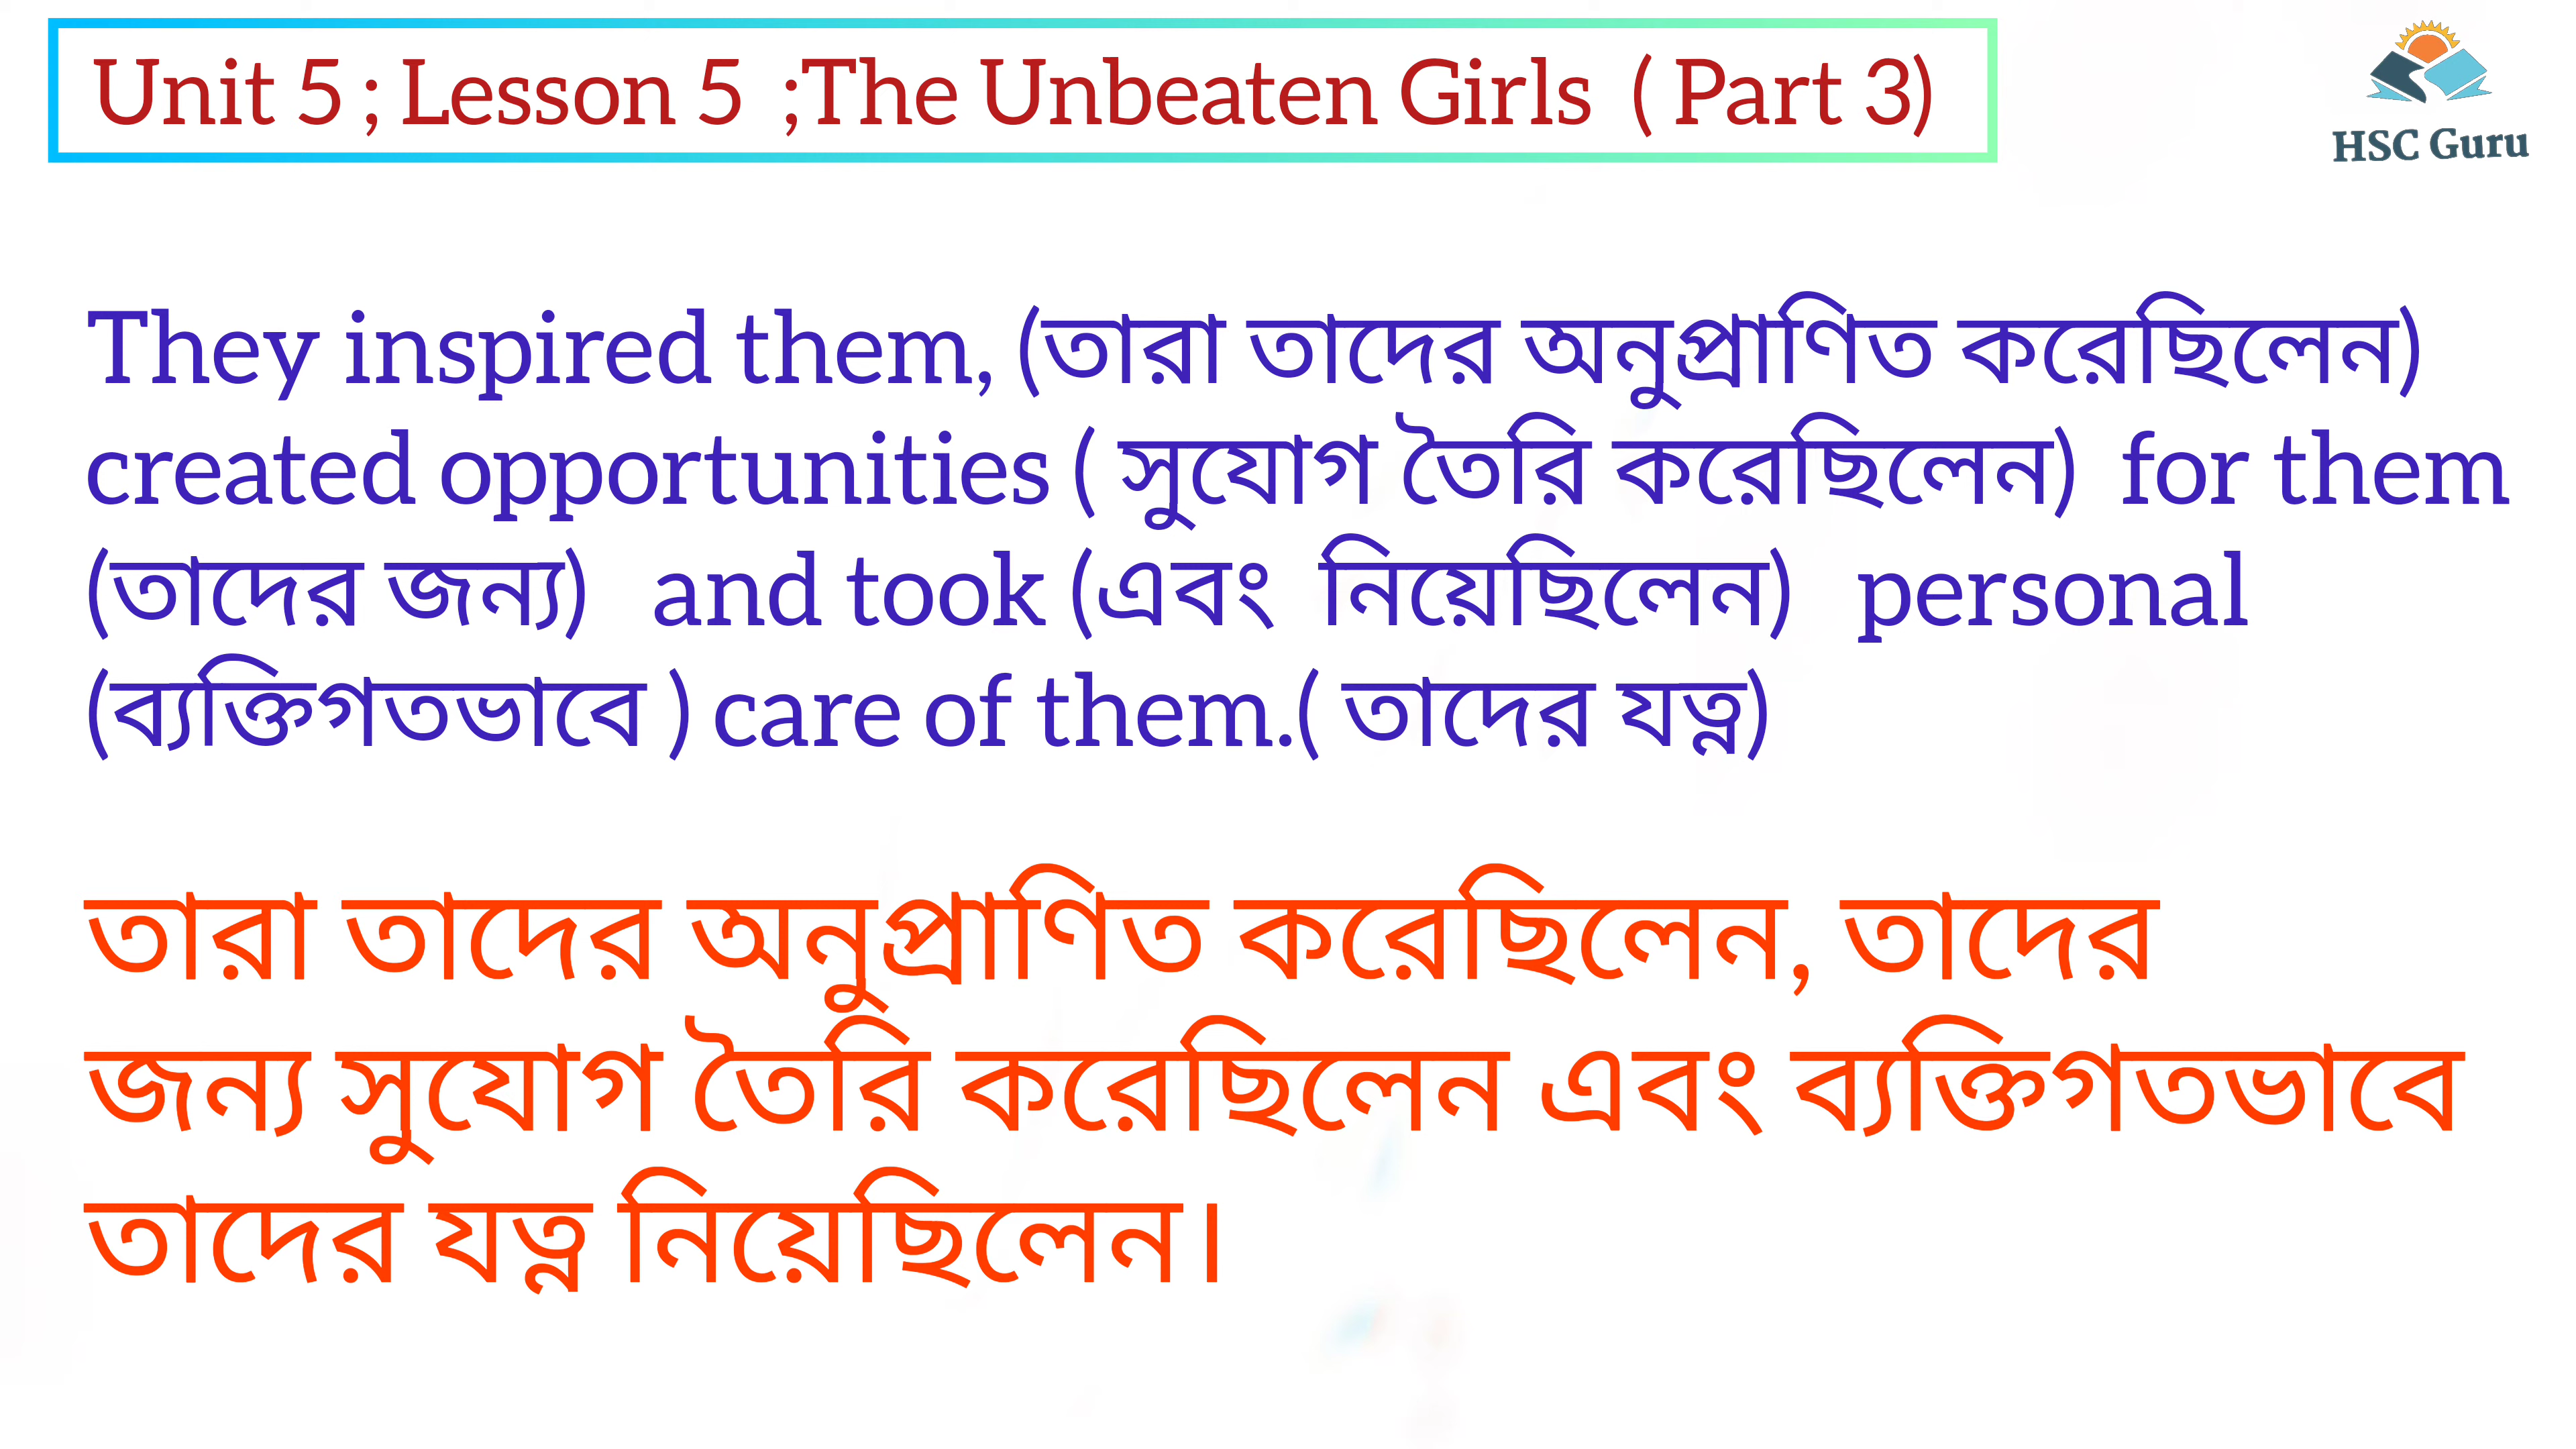 Unit 5 ; Lesson 5 ;The Unbeaten Girls ( Part 3)
HSC Guru
They inspired them, (তারা তাদের অনুপ্রাণিত করেছিলেন)
created opportunities ( সুযোগ তৈরি করেছিলেন) for them
(তাদের জন্য) and took (এবং নিয়েছিলেন) personal
(ব্যক্তিগতভাবে ) care of them.( তাদের যত্ন)
তারা তাদের অনুপ্রাণিত করেছিলেন, তাদের
জন্য সুযোগ তৈরি করেছিলেন এবং ব্যক্তিগতভাবে
তাদের যত্ন নিয়েছিলেন।